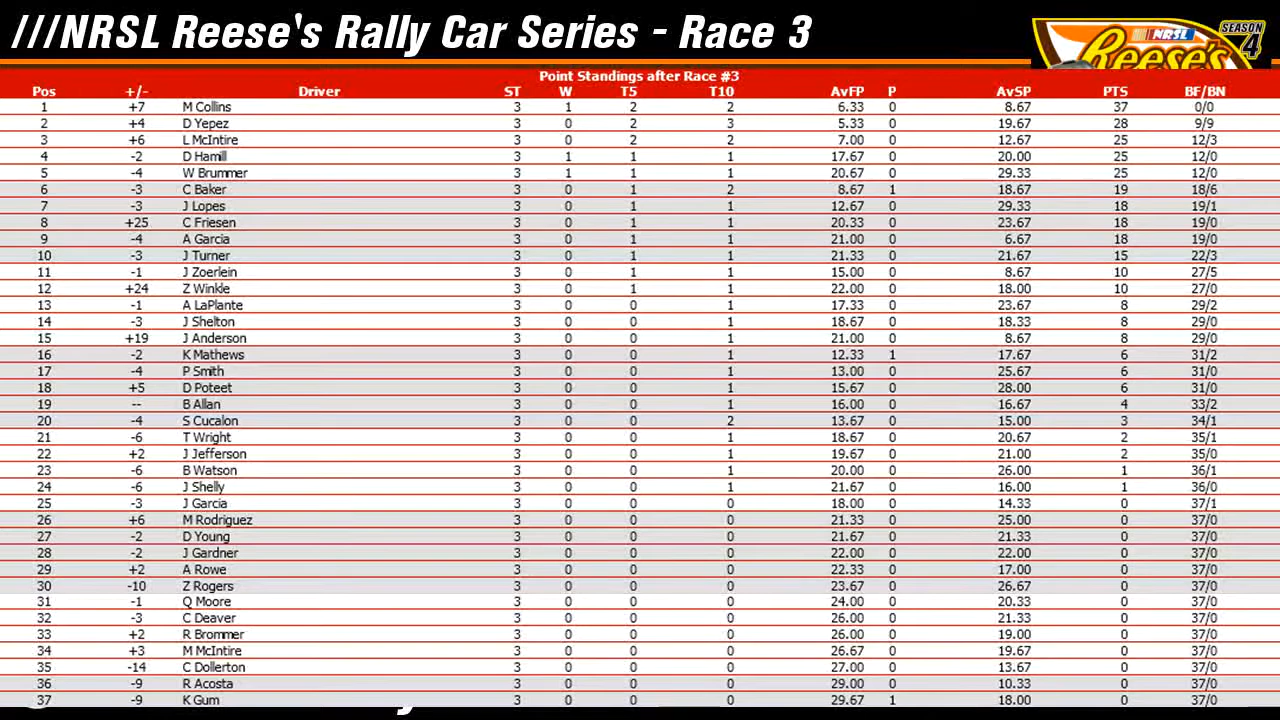 ///NRSL Reese's Rally Car Series - Race 3
NRSL
Reese's
SEASON
4
Point Standings after Race #3
Pos +/- Driver ST W T5 T10 AvFP P AvSP PTS BF/BN
1 +7 M Collins 3 1 2 2 6.33 0 8.67 37 0/0
2 +4 D Yepez 3 0 2 3 5.33 0 19.67 28 9/9
3 +6 L McIntire 3 0 2 2 7.00 0 12.67 25 12/3
4 -2 D Hamill 3 1 1 1 17.67 0 20.00 25 12/0
5 -4 W Brummer 3 1 1 1 20.67 0 29.33 25 12/0
6 -3 C Baker 3 0 1 2 8.67 1 18.67 19 18/6
7 -3 J Lopes 3 0 1 1 12.67 0 29.33 18 19/1
8 +25 C Friesen 3 0 1 1 20.33 0 23.67 18 19/0
9 -4 A Garcia 3 0 1 1 21.00 0 6.67 18 19/0
10 -3 J Turner 3 0 1 1 21.33 0 21.67 15 22/3
11 -1 J Zoerlein 3 0 1 1 15.00 0 8.67 10 27/5
12 +24 Z Winkle 3 0 1 1 22.00 0 18.00 10 27/0
13 -1 A LaPlante 3 0 0 1 17.33 0 23.67 8 29/2
14 -3 J Shelton 3 0 0 1 18.67 0 18.33 8 29/0
15 +19 J Anderson 3 0 0 1 21.00 0 8.67 8 29/0
16 -2 K Mathews 3 0 0 1 12.33 1 17.67 6 31/2
17 -4 P Smith 3 0 0 1 13.00 0 25.67 6 31/0
18 +5 D Poteet 3 0 0 1 15.67 0 28.00 6 31/0
19 -- B Allan 3 0 0 1 16.00 0 16.67 4 33/2
20 -4 S Cucalon 3 0 0 2 13.67 0 15.00 3 34/1
21 -6 T Wright 3 0 0 1 18.67 0 20.67 2 35/1
22 +2 J Jefferson 3 0 0 1 19.67 0 21.00 2 35/0
23 -6 B Watson 3 0 0 1 20.00 0 26.00 1 36/1
24 -6 J Shelly 3 0 0 1 21.67 0 16.00 1 36/0
25 -3 J Garcia 3 0 0 0 18.00 0 14.33 0 37/1
26 +6 M Rodriguez 3 0 0 0 21.33 0 25.00 0 37/0
27 -2 D Young 3 0 0 0 21.67 0 21.33 0 37/0
28 -2 J Gardner 3 0 0 0 22.00 0 22.00 0 37/0
29 +2 A Rowe 3 0 0 0 22.33 0 17.00 0 37/0
30 -10 Z Rogers 3 0 0 0 23.67 0 26.67 0 37/0
31 -1 Q Moore 3 0 0 0 24.00 0 20.33 0 37/0
32 -3 C Deaver 3 0 0 0 26.00 0 21.33 0 37/0
33 +2 R Brommer 3 0 0 0 26.00 0 19.00 0 37/0
34 +3 M McIntire 3 0 0 0 26.67 0 19.67 0 37/0
35 -14 C Dollerton 3 0 0 0 27.00 0 13.67 0 37/0
36 -9 R Acosta 3 0 0 0 29.00 0 10.33 0 37/0
37 -9 K Gum 3 0 0 0 29.67 1 18.00 0 37/0